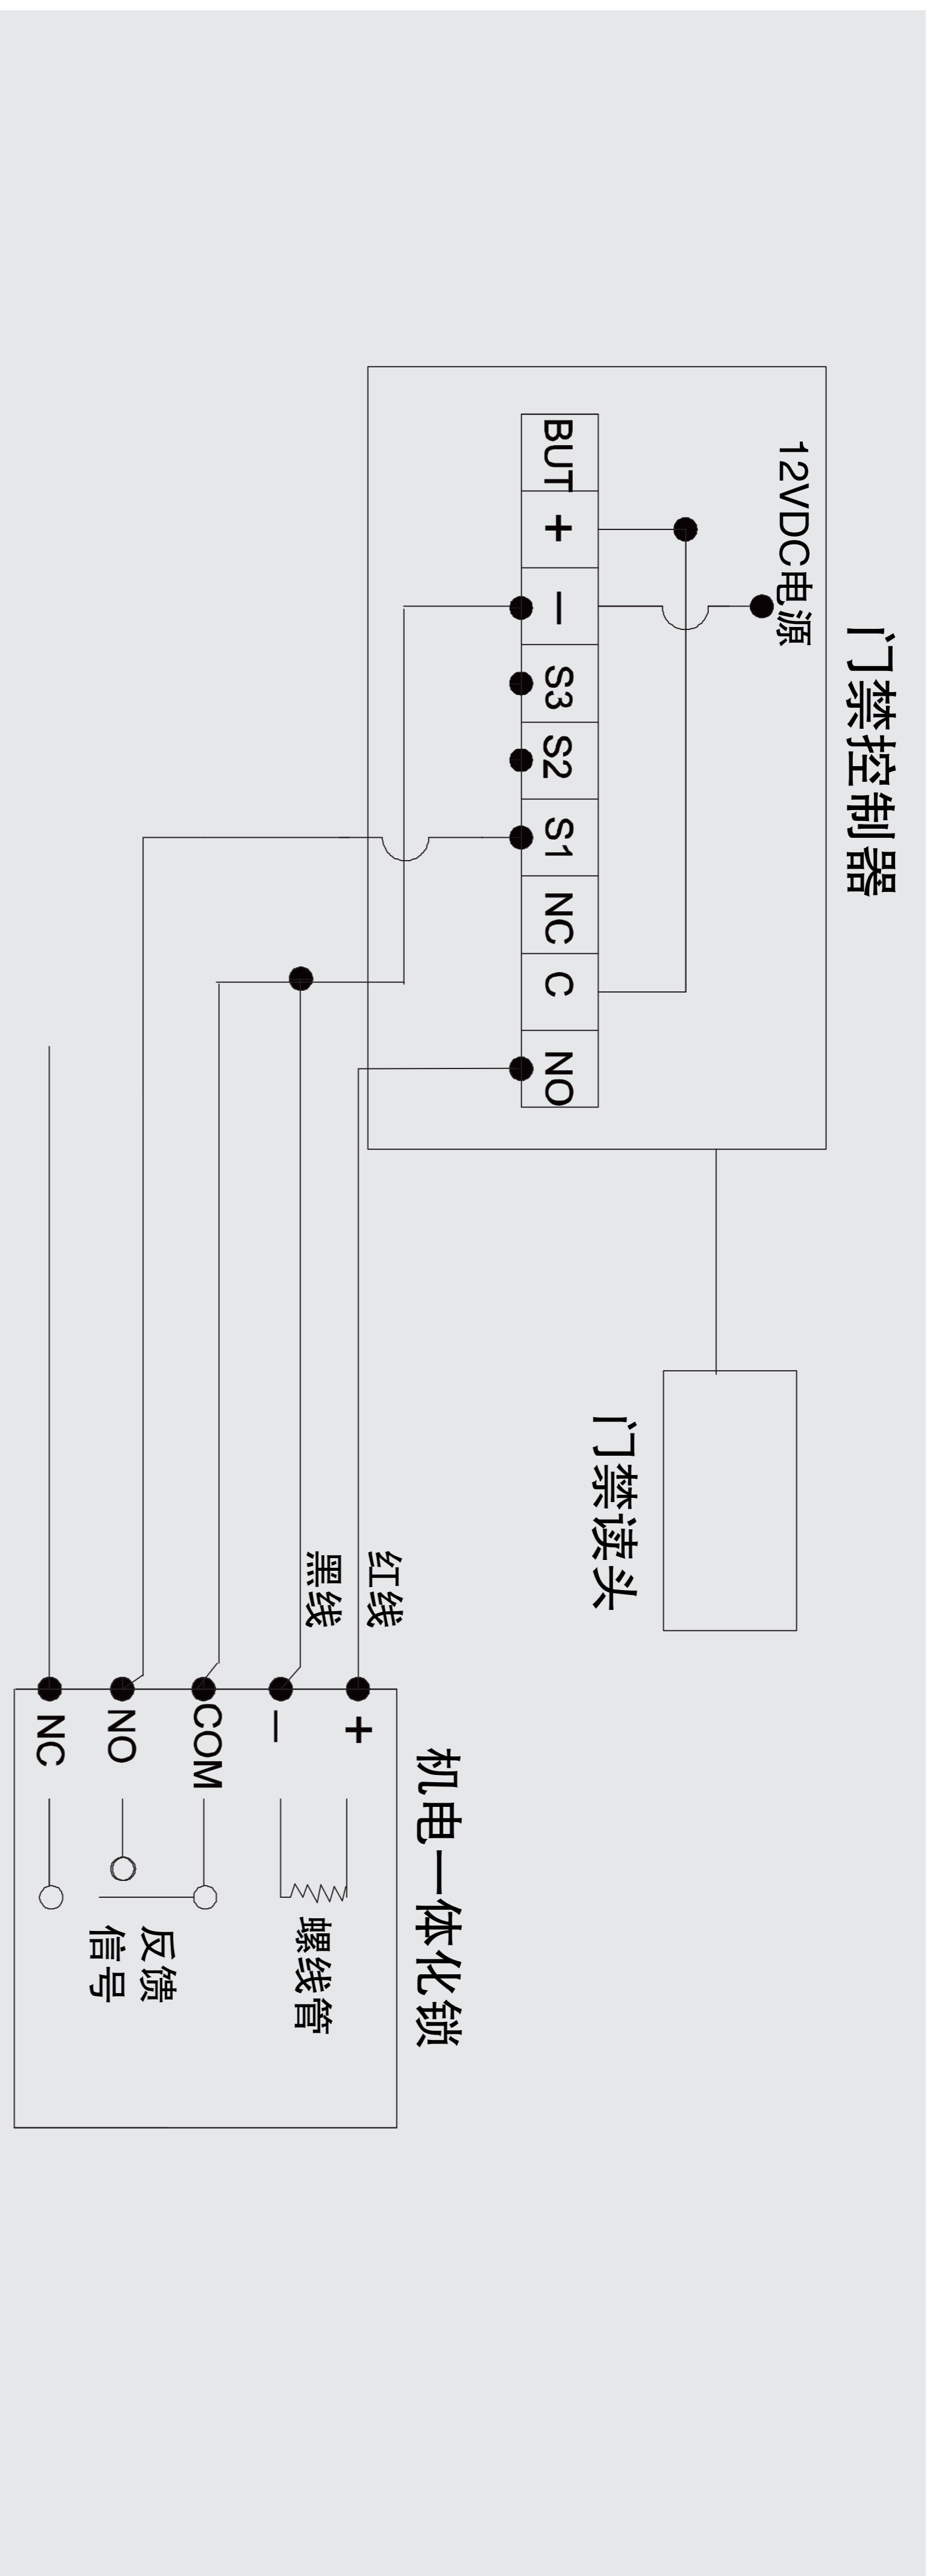 门禁控制器
12VDC电源
BUT
+
−
S3
S2
S1
NC
C
NO
门禁读头
红线
黑线
机电一体化锁
+
−
COM
NO
NC
螺线管
反馈
信号